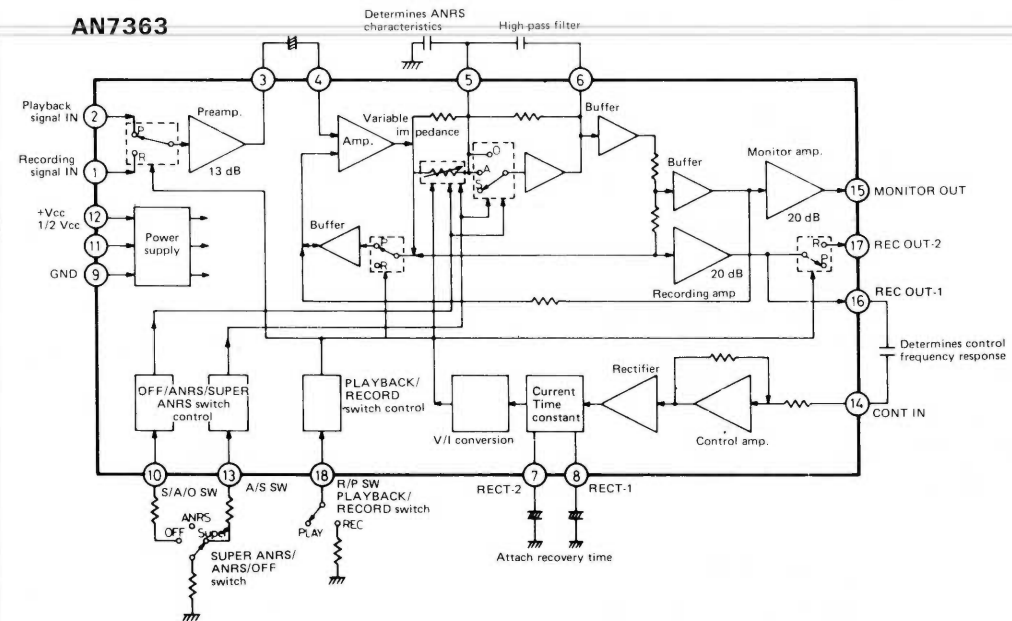 AN7363
Determines ANRS
characteristics
High-pass filter
3
4
5
6
Playback
signal IN
2
P
R
Preamp.
13 dB
Recording
signal IN
1
Amp.
Variable
im pedance
O
A
S
Buffer
Buffer
Monitor amp.
20 dB
15
MONITOR OUT
+Vcc
12
1/2 Vcc
11
GND
9
Power
supply
Buffer
P
R
20 dB
Recording amp
R
P
17
REC OUT-2
16
REC OUT-1
Determines control
frequency response
OFF/ANRS/SUPER
ANRS switch
control
PLAYBACK/
RECORD
switch control
V/I conversion
Current
Time
constant
Rectifier
Control amp.
14
CONT IN
10
S/A/O SW
13
A/S SW
18
R/P SW
PLAYBACK/
RECORD switch
RECT-2
7
8
RECT-1
ANRS
OFF
Super
SUPER ANRS/
ANRS/OFF
switch
PLAY
REC
Attach recovery time